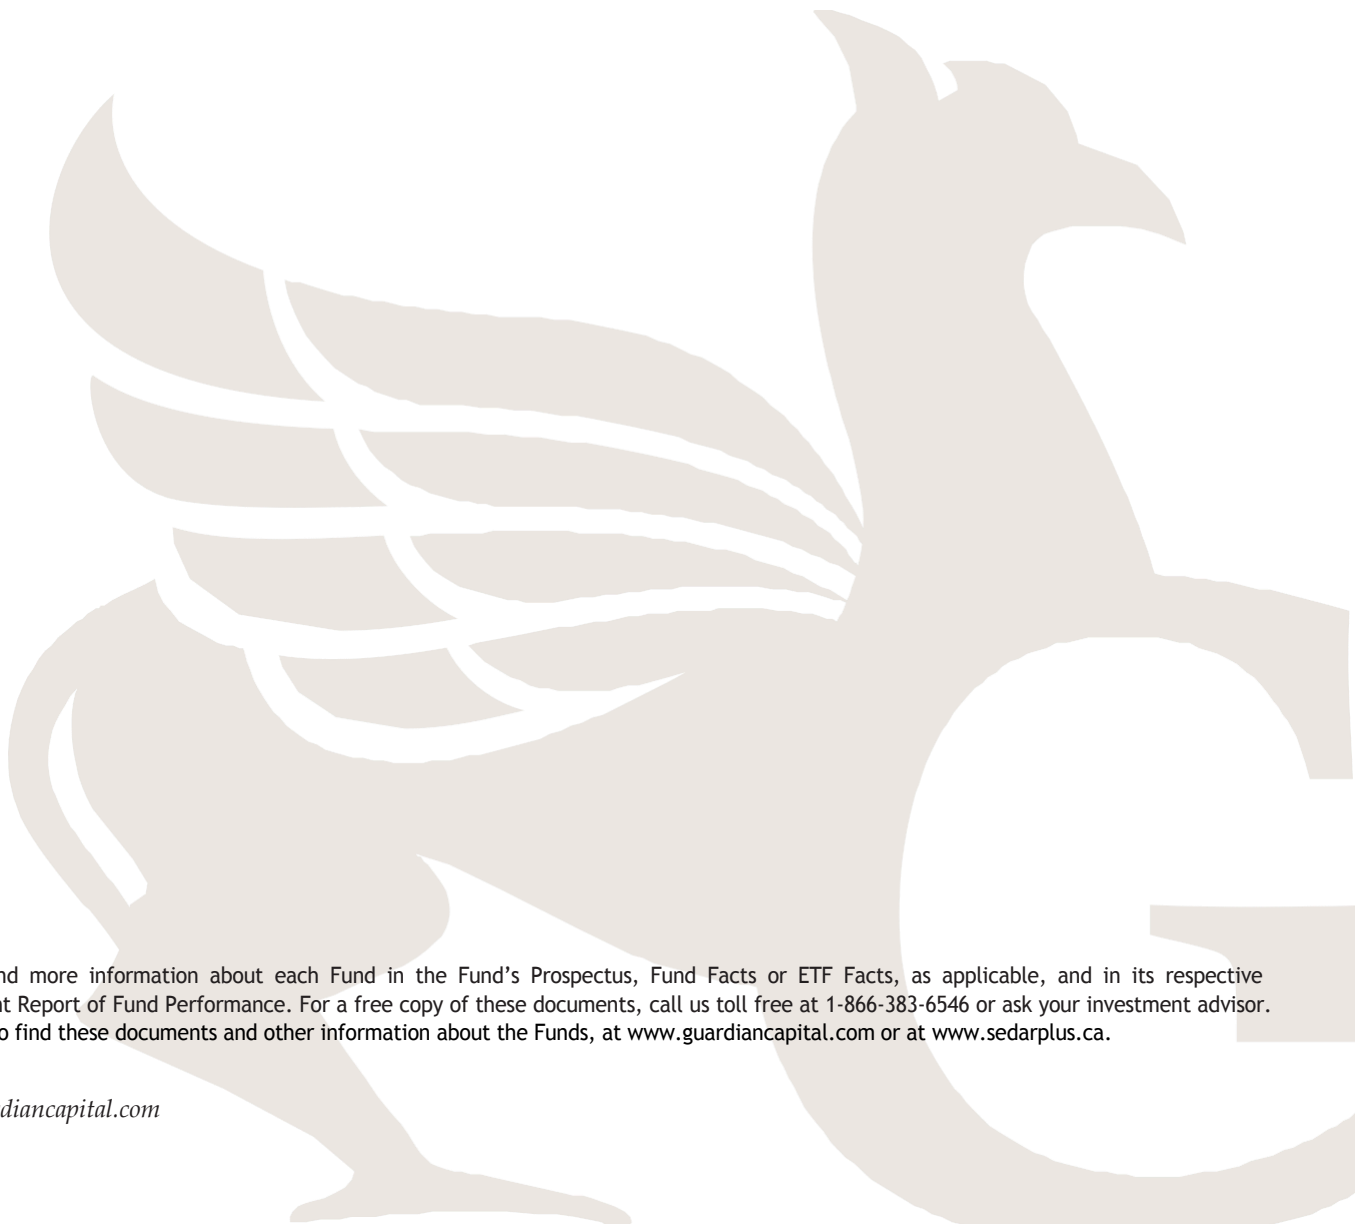 nd more information about each Fund in the Fund’s Prospectus, Fund Facts or ETF Facts, as applicable, and in its respective
nt Report of Fund Performance. For a free copy of these documents, call us toll free at 1-866-383-6546 or ask your investment advisor.
o find these documents and other information about the Funds, at www.guardiancapital.com or at www.sedarplus.ca.
diancapital.com
G